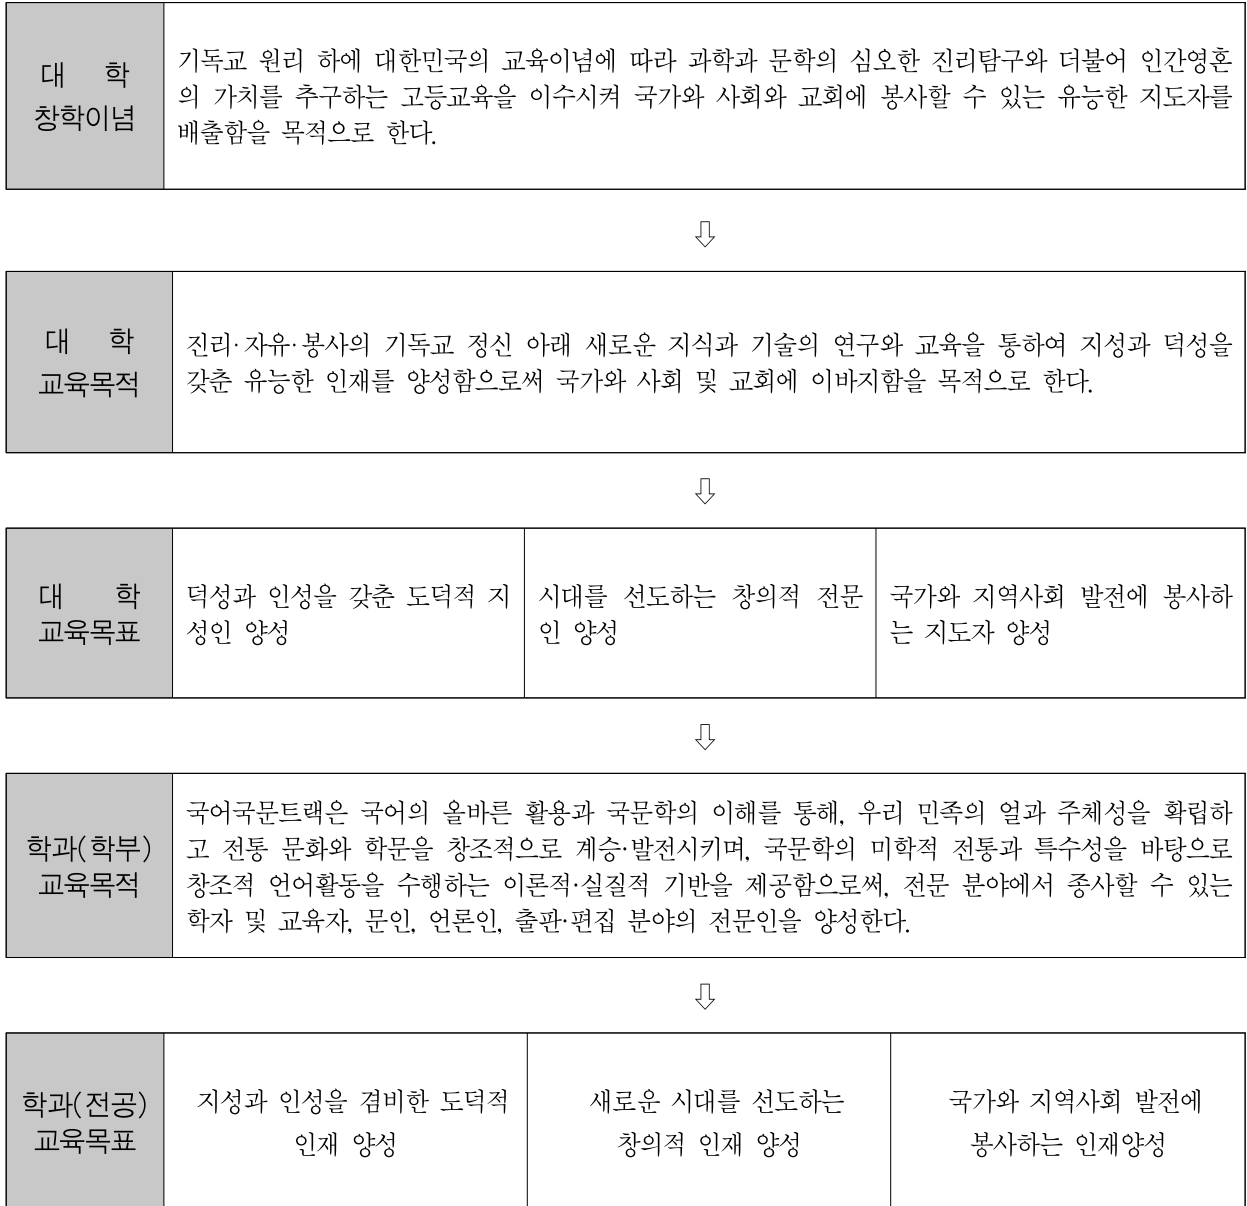 대 학
창학이념
기독교 원리 하에 대한민국의 교육이념에 따라 과학과 문학의 심오한 진리탐구와 더불어 인간영혼
의 가치를 추구하는 고등교육을 이수시켜 국가와 사회와 교회에 봉사할 수 있는 유능한 지도자를
배출함을 목적으로 한다.
⇩
대 학
교육목적
진리·자유·봉사의 기독교 정신 아래 새로운 지식과 기술의 연구와 교육을 통하여 지성과 덕성을
갖춘 유능한 인재를 양성함으로써 국가와 사회 및 교회에 이바지함을 목적으로 한다.
⇩
대 학
교육목표
덕성과 인성을 갖춘 도덕적 지
성인 양성
시대를 선도하는 창의적 전문
인 양성
국가와 지역사회 발전에 봉사하
는 지도자 양성
⇩
학과(학부)
교육목적
국어국문트랙은 국어의 올바른 활용과 국문학의 이해를 통해, 우리 민족의 얼과 주체성을 확립하
고 전통 문화와 학문을 창조적으로 계승·발전시키며, 국문학의 미학적 전통과 특수성을 바탕으로
창조적 언어활동을 수행하는 이론적·실질적 기반을 제공함으로써, 전문 분야에서 종사할 수 있는
학자 및 교육자, 문인, 언론인, 출판·편집 분야의 전문인을 양성한다.
⇩
학과(전공)
교육목표
지성과 인성을 겸비한 도덕적
인재 양성
새로운 시대를 선도하는
창의적 인재 양성
국가와 지역사회 발전에
봉사하는 인재양성